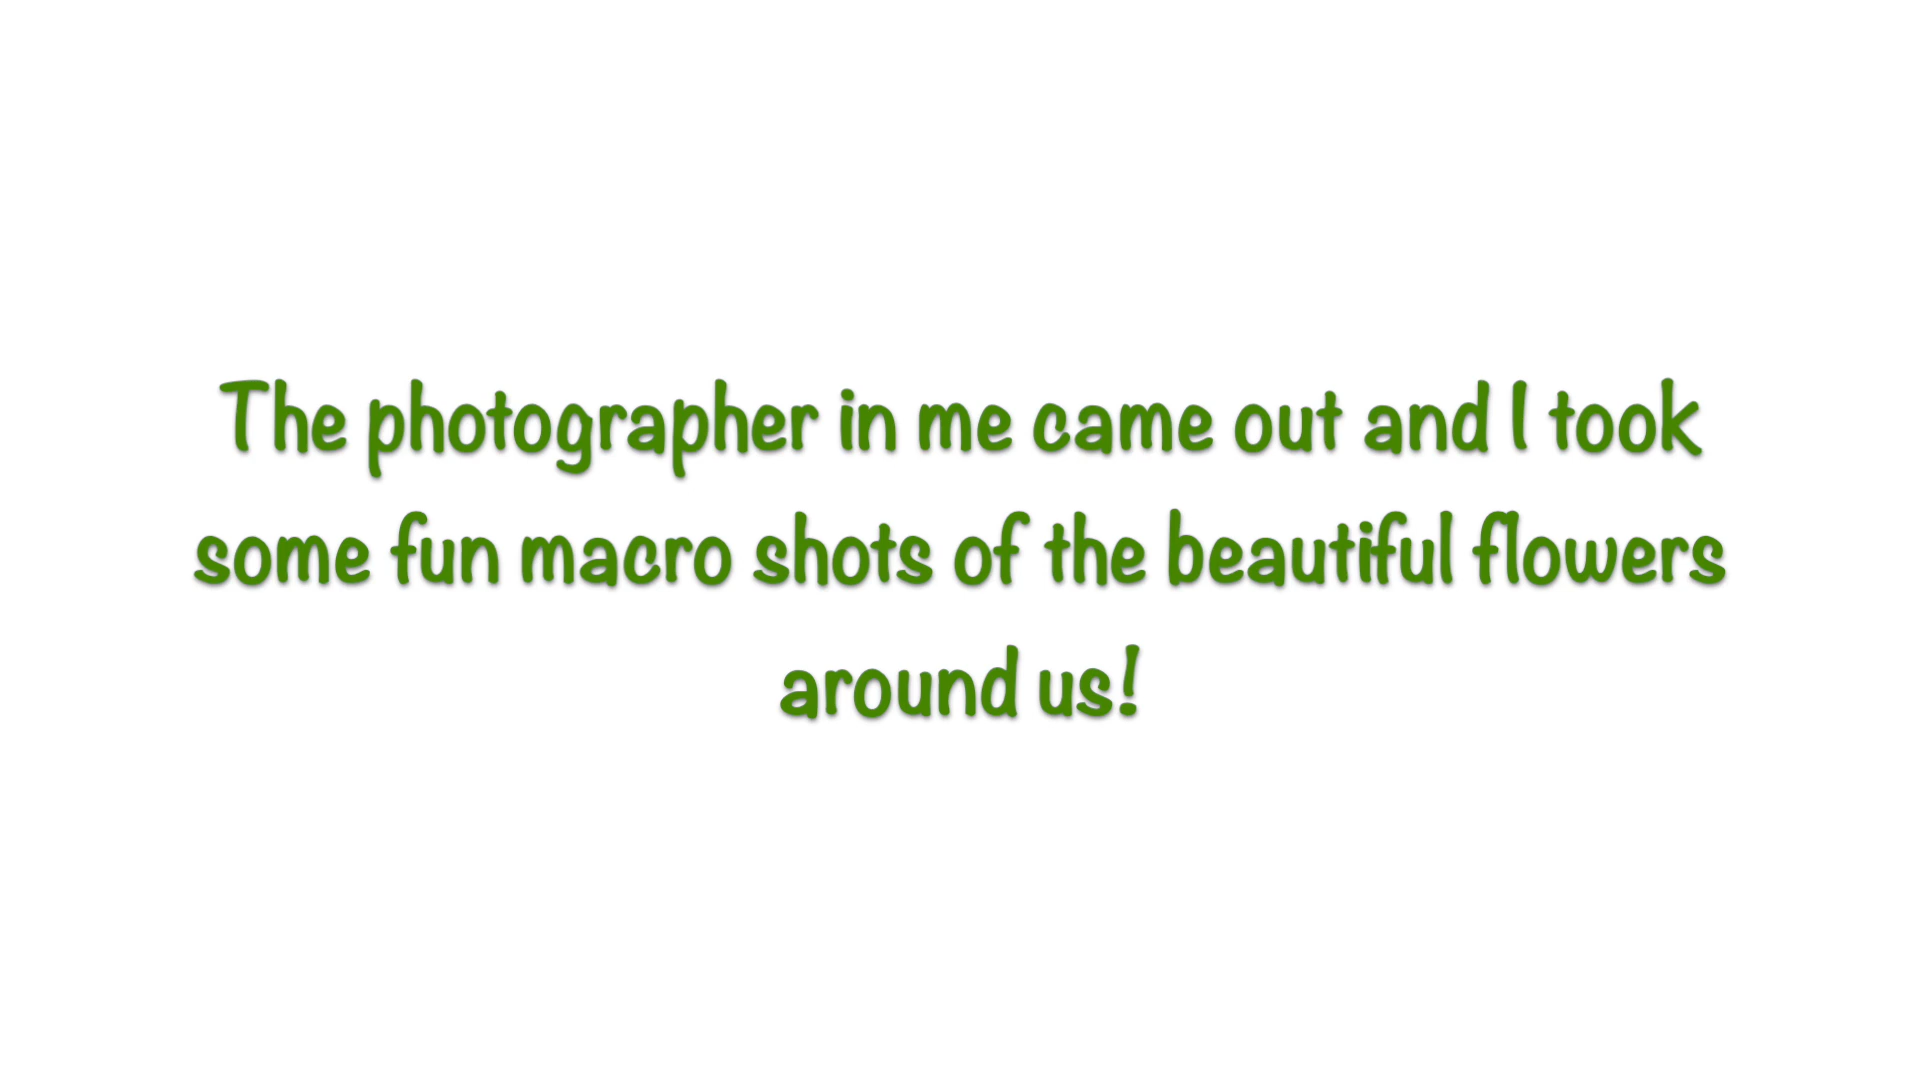 The photographer in me came out and I took
some fun macro shots of the beautiful flowers
around us!